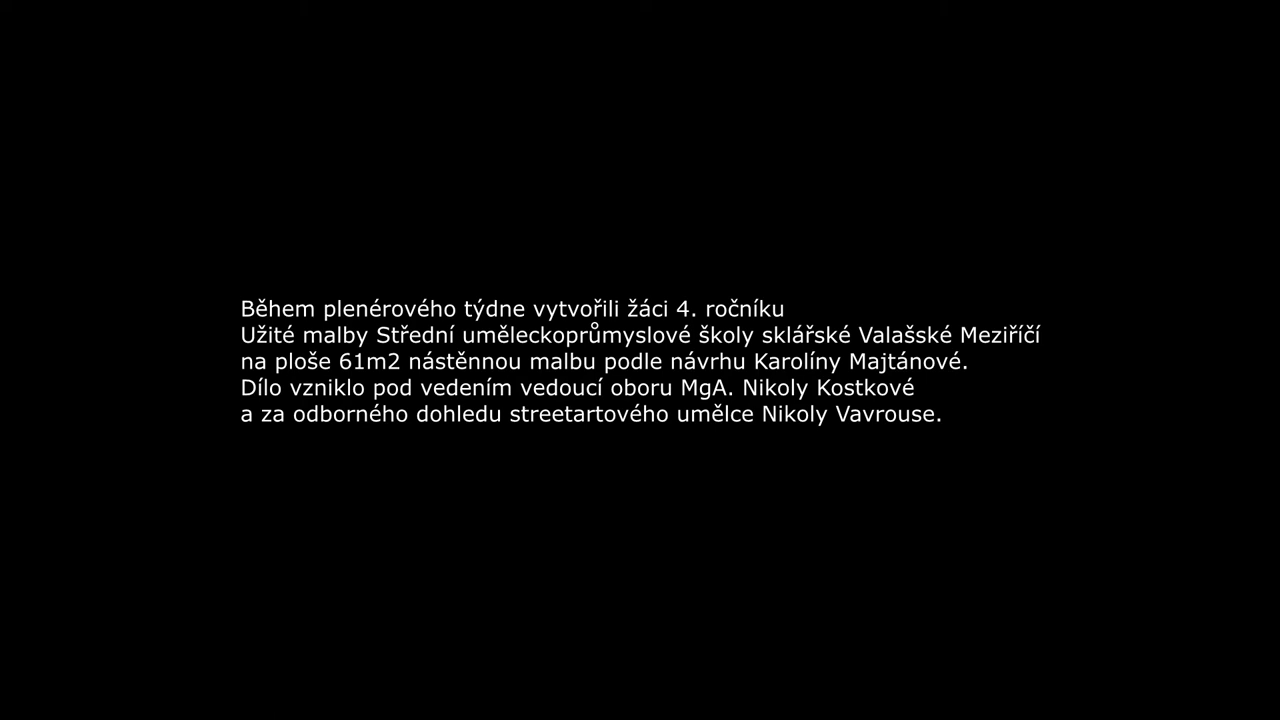 Během plenérového týdne vytvořili žáci 4. ročníku
Užité malby Střední uměleckoprůmyslové školy sklářské Valašské Meziříčí
na ploše 61m2 nástěnnou malbu podle návrhu Karolíny Majtánové.
Dílo vzniklo pod vedením vedoucí oboru MgA. Nikoly Kostkové
a za odborného dohledu streetartového umělce Nikoly Vavrouse.